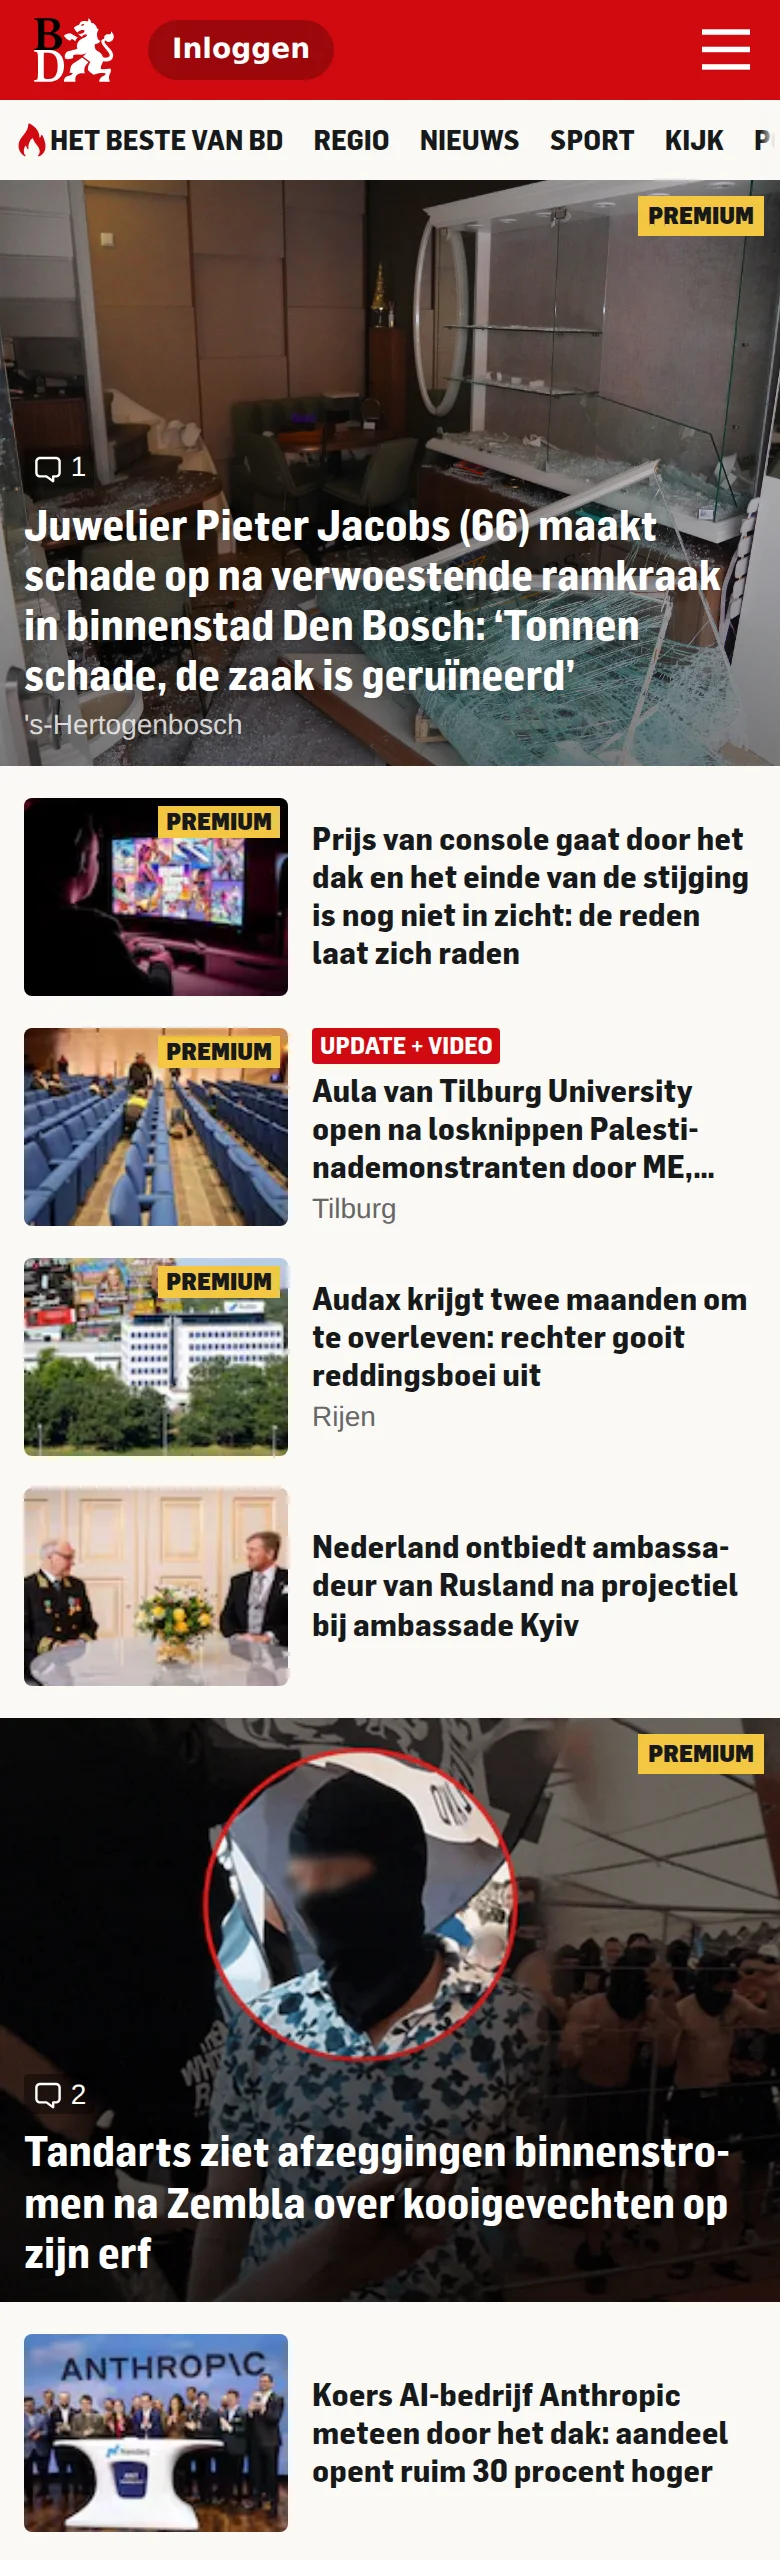 BD
Inloggen
HET BESTE VAN BD REGIO NIEUWS SPORT KIJK
PREMIUM
1
Juwelier Pieter Jacobs (66) maakt
schade op na verwoestende ramkraak
in binnenstad Den Bosch: ‘Tonnen
schade, de zaak is geruïneerd’
's-Hertogenbosch
PREMIUM
Prijs van console gaat door het
dak en het einde van de stijging
is nog niet in zicht: de reden
laat zich raden
PREMIUM
UPDATE + VIDEO
Aula van Tilburg University
open na losknippen Palesti-
nademonstranten door ME,...
Tilburg
PREMIUM
Audax krijgt twee maanden om
te overleven: rechter gooit
reddingsboei uit
Rijen
Nederland ontbiedt ambassa-
deur van Rusland na projectiel
bij ambassade Kyiv
PREMIUM
2
Tandarts ziet afzeggingen binnenstro-
men na Zembla over kooigevechten op
zijn erf
ANTHROP\C
Nasdaq
Koers AI-bedrijf Anthropic
meteen door het dak: aandeel
opent ruim 30 procent hoger